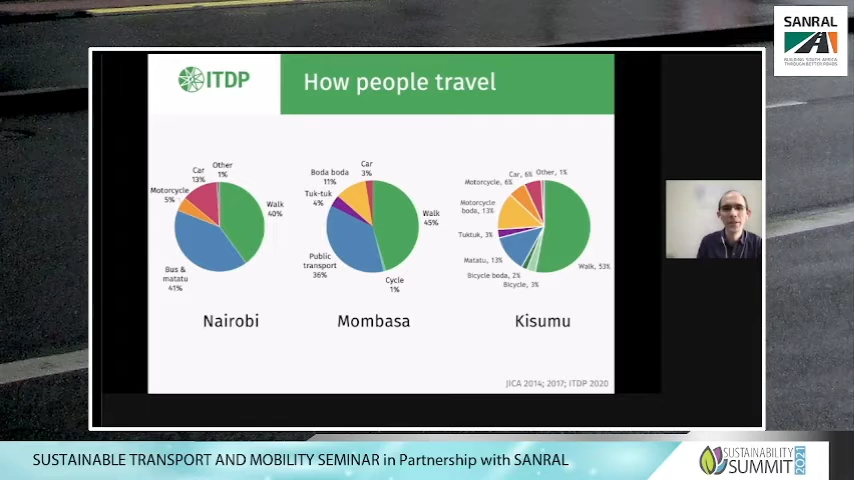 SANRAL
BUILDING SOUTH AFRICA
THROUGH BETTER ROADS
ITDP
How people travel
Other
1%
Car
13%
Motorcycle
5%
Walk
40%
Bus &
matatu
41%
Nairobi
Car
3%
Boda boda
11%
Tuk-tuk
4%
Walk
45%
Public
transport
36%
Cycle
1%
Mombasa
Car, 6%
Other, 1%
Motorcycle, 6%
Motorcycle
boda, 13%
Tuktuk, 3%
Matatu, 13%
Bicycle boda, 2%
Bicycle, 3%
Walk, 53%
Kisumu
JICA 2014; 2017; ITDP 2020
SUSTAINABLE TRANSPORT AND MOBILITY SEMINAR in Partnership with SANRAL
SUSTAINABILITY
SUMMIT 2021